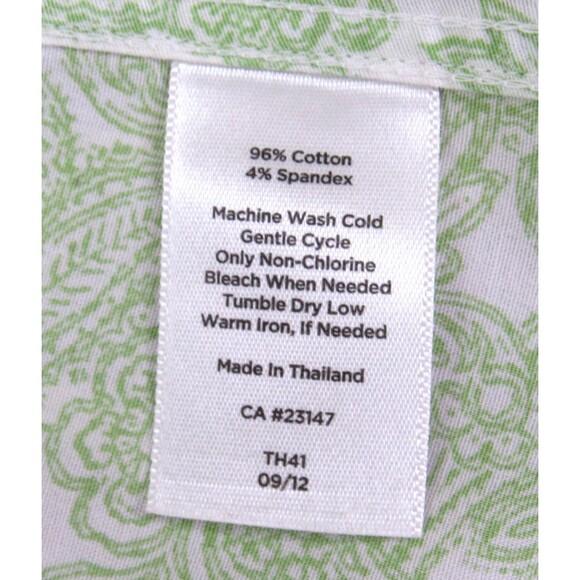 96% Cotton
4% Spandex
Machine Wash Cold
Gentle Cycle
Only Non-Chlorine
Bleach When Needed
Tumble Dry Low
Warm Iron, If Needed
Made In Thailand
CA #23147
TH41
09/12